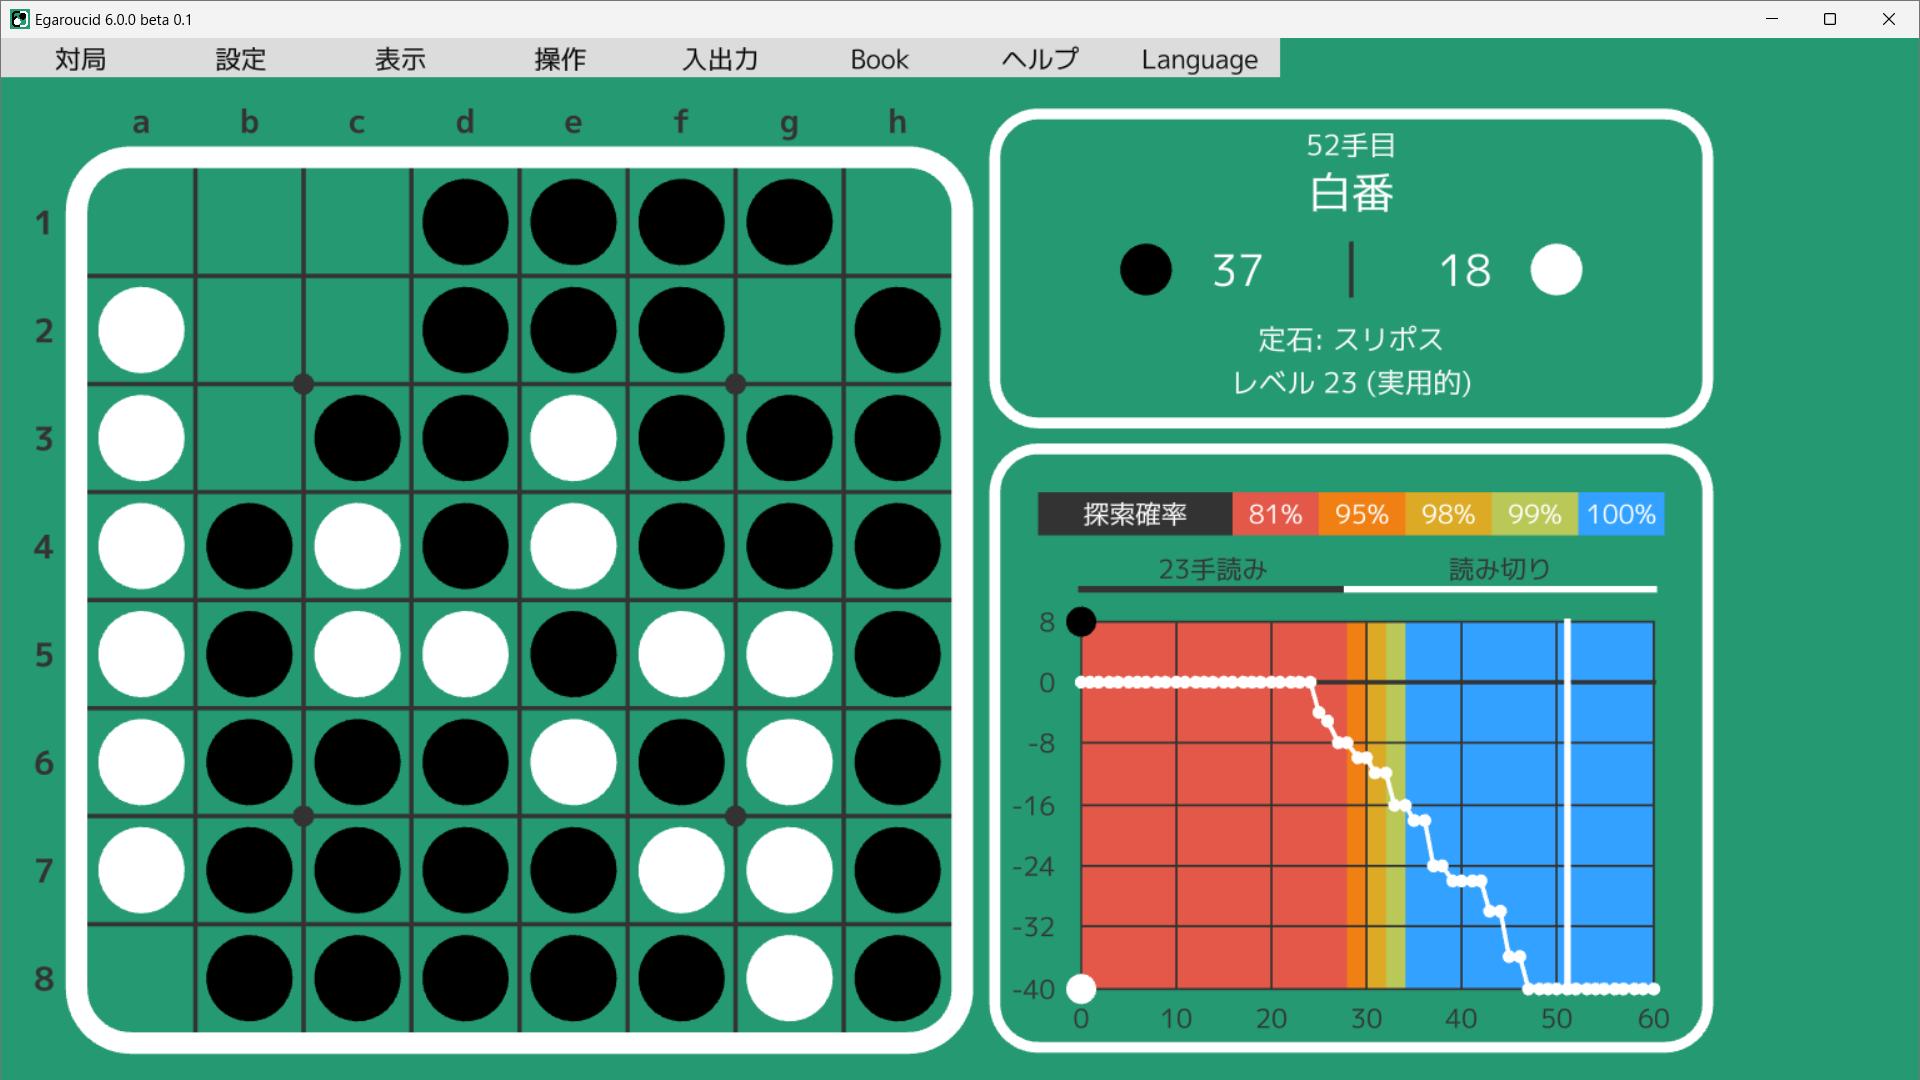 Egaroucid 6.0.0 beta 0.1
対局 設定 表示 操作 入出力 Book ヘルプ Language
a b c d e f g h
1
2
3
4
5
6
7
8
52手目
白番
37 18
定石: スリポス
レベル 23 (実用的)
探索確率 81% 95% 98% 99% 100%
23手読み 読み切り
8
0
-8
-16
-24
-32
-40
0 10 20 30 40 50 60